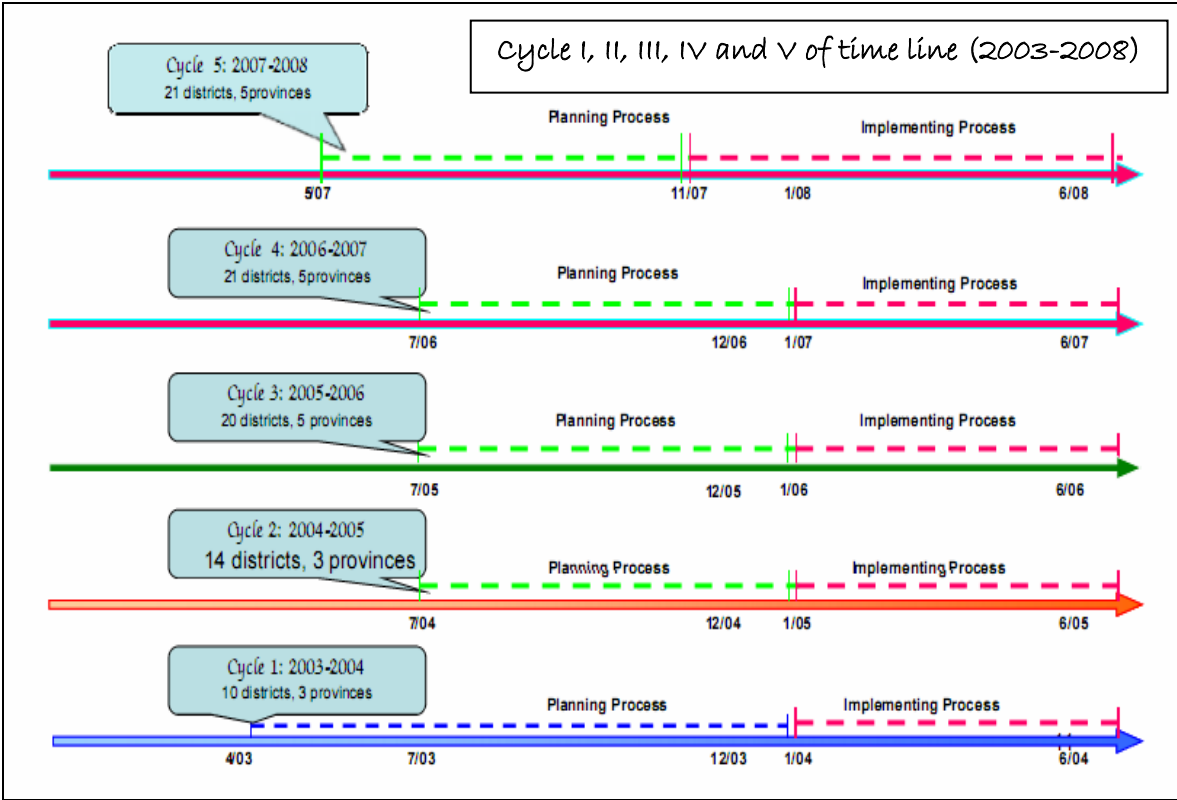 Cycle I, II, III, IV and V of time line (2003-2008)
Cycle 5: 2007-2008
21 districts, 5provinces
Planning Process
Implementing Process
5/07
11/07
1/08
6/08
Cycle 4: 2006-2007
21 districts, 5provinces
Planning Process
Implementing Process
7/06
12/06
1/07
6/07
Cycle 3: 2005-2006
20 districts, 5 provinces
Planning Process
Implementing Process
7/05
12/05
1/06
6/06
Cycle 2: 2004-2005
14 districts, 3 provinces
Planning Process
Implementing Process
7/04
12/04
1/05
6/05
Cycle 1: 2003-2004
10 districts, 3 provinces
Planning Process
Implementing Process
4/03
7/03
12/03
1/04
6/04